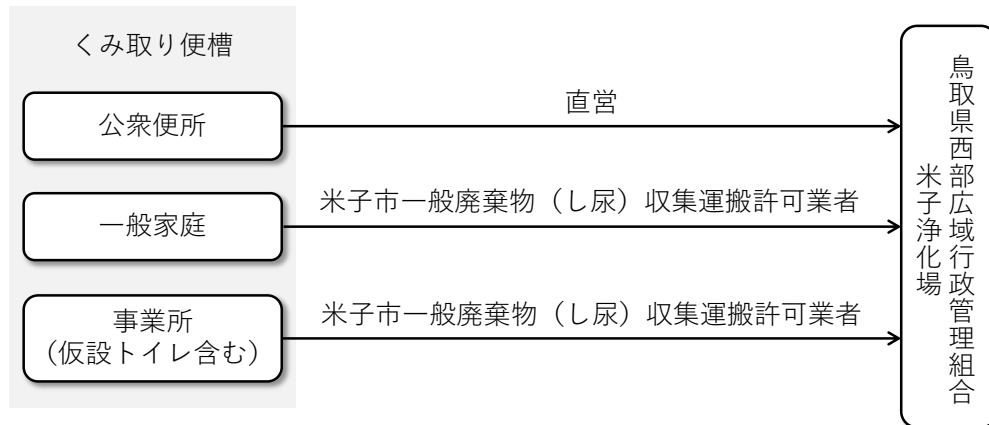 くみ取り便槽
公衆便所
直営
一般家庭
米子市一般廃棄物（し尿）収集運搬許可業者
事業所
（仮設トイレ含む）
米子市一般廃棄物（し尿）収集運搬許可業者
鳥取県西部広域行政管理組合
米子浄化場